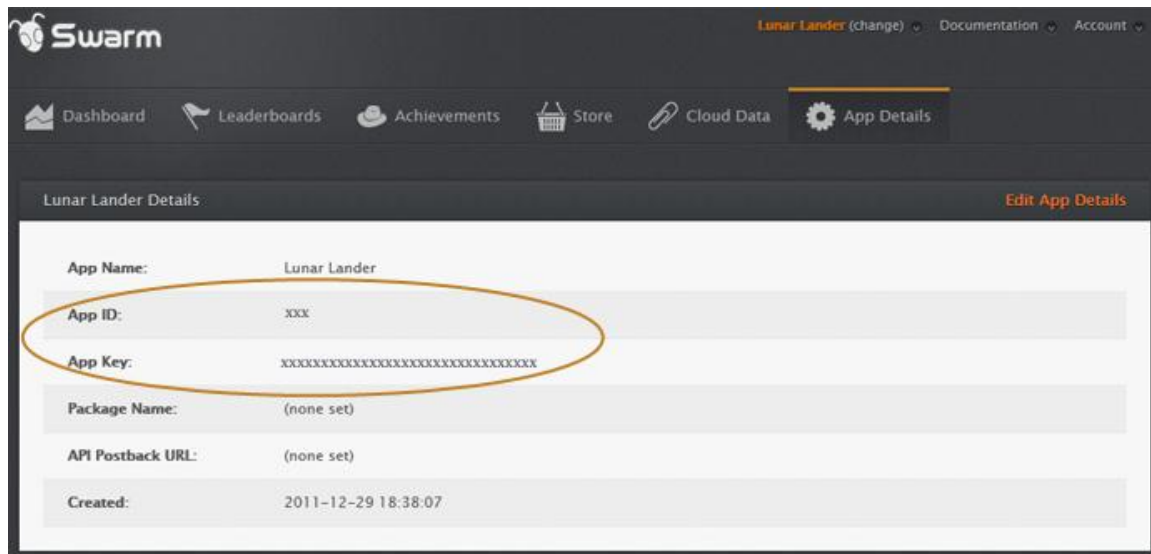 Swarm
Lunar Lander (change) Documentation Account
Dashboard Leaderboards Achievements Store Cloud Data App Details
Lunar Lander Details Edit App Details
App Name: Lunar Lander
App ID: xxx
App Key: xxxxxxxxxxxxxxxxxxxxxxxxxxxxxxxx
Package Name: (none set)
API Postback URL: (none set)
Created: 2011-12-29 18:38:07